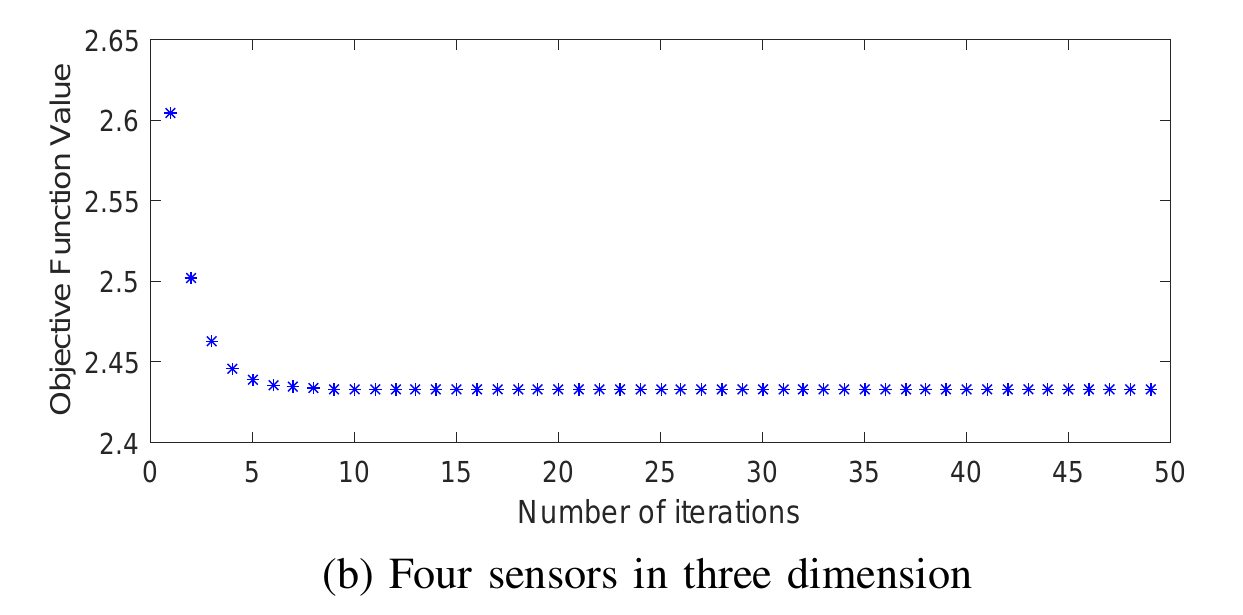 2.65
2.6
2.55
2.5
2.45
2.4
Objective Function Value
0 5 10 15 20 25 30 35 40 45 50
Number of iterations
(b) Four sensors in three dimension